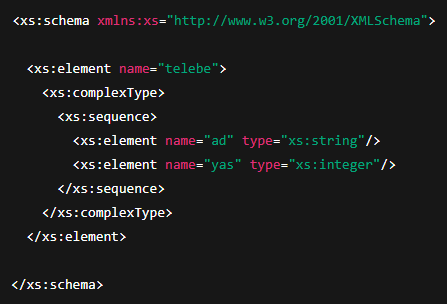 <xs:schema xmlns:xs="http://www.w3.org/2001/XMLSchema">
<xs:element name="telebe">
<xs:complexType>
<xs:sequence>
<xs:element name="ad" type="xs:string"/>
<xs:element name="yas" type="xs:integer"/>
</xs:sequence>
</xs:complexType>
</xs:element>
</xs:schema>